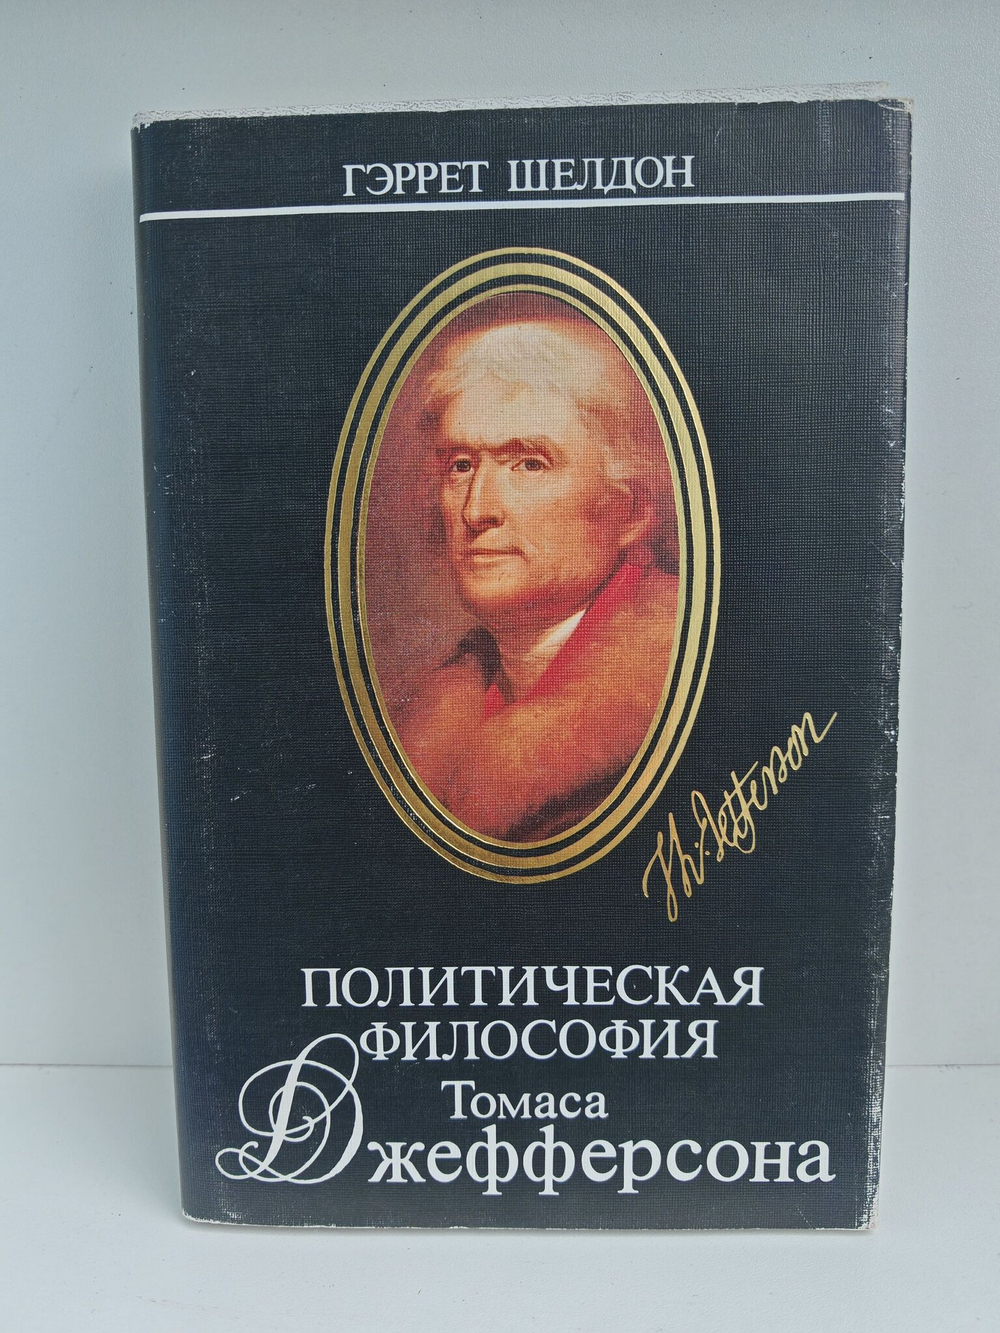 ГЭРРЕТ ШЕЛДОН
Th: Jefferson
ПОЛИТИЧЕСКАЯ
ФИЛОСОФИЯ
Томаса
Джефферсона